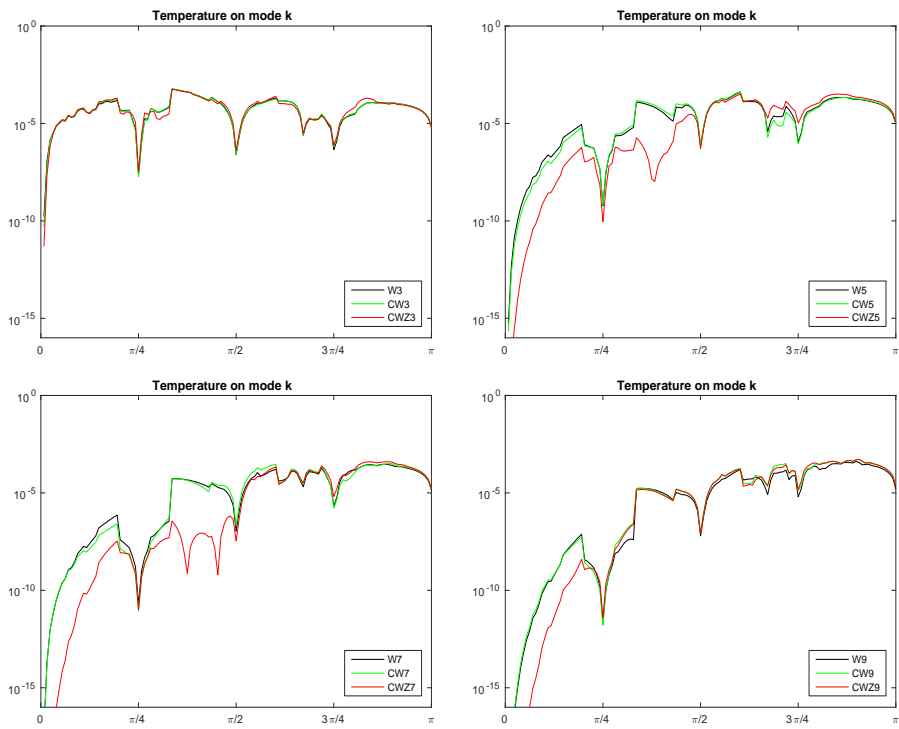 Temperature on mode k
10^0
10^-5
10^-10
10^-15
W3
CW3
CWZ3
0 π/4 π/2 3π/4 π
Temperature on mode k
10^0
10^-5
10^-10
10^-15
W5
CW5
CWZ5
0 π/4 π/2 3π/4 π
Temperature on mode k
10^0
10^-5
10^-10
10^-15
W7
CW7
CWZ7
0 π/4 π/2 3π/4 π
Temperature on mode k
10^0
10^-5
10^-10
10^-15
W9
CW9
CWZ9
0 π/4 π/2 3π/4 π